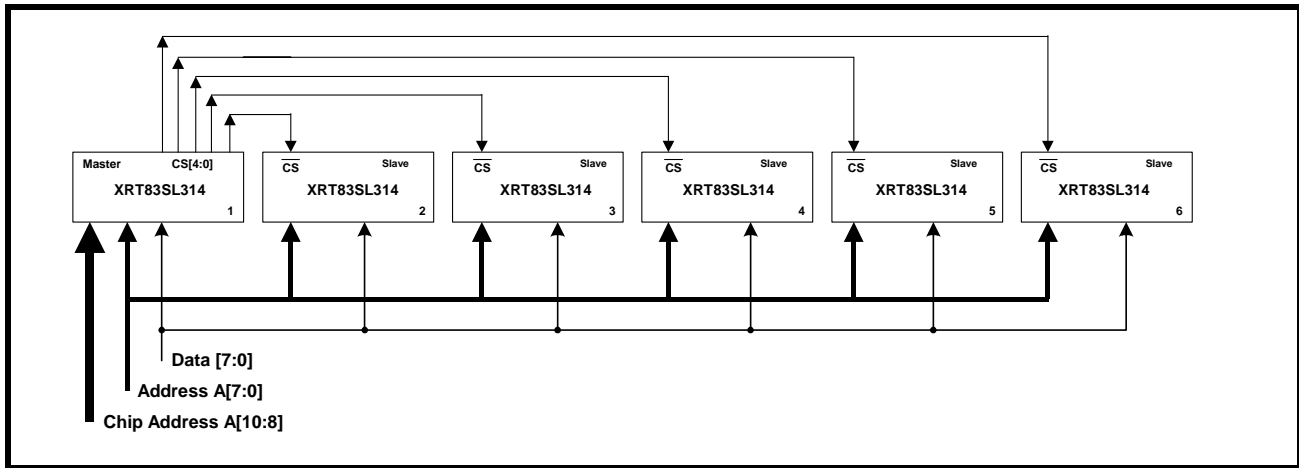 Master CS[4:0]
XRT83SL314
1
CS Slave
XRT83SL314
2
CS Slave
XRT83SL314
3
CS Slave
XRT83SL314
4
CS Slave
XRT83SL314
5
CS Slave
XRT83SL314
6
Data [7:0]
Address A[7:0]
Chip Address A[10:8]